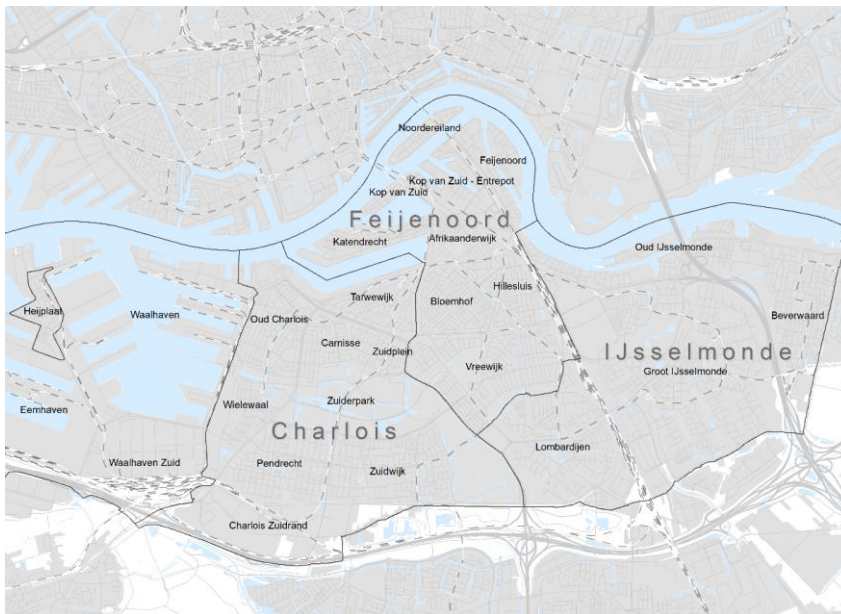 Noordereiland
Feijenoord
Kop van Zuid - Entrepot
Kop van Zuid
Feijenoord
Katendrecht
Afrikaanderwijk
Oud IJsselmonde
Hillesluis
Tarwewijk
Bloemhof
Heijplaat
Waalhaven
Oud Charlois
Beverwaard
Carnisse
Zuidplein
IJsselmonde
Vreewijk
Groot IJsselmonde
Eemhaven
Wielewaal
Zuiderpark
Charlois
Lombardijen
Waalhaven Zuid
Pendrecht
Zuidwijk
Charlois Zuidrand